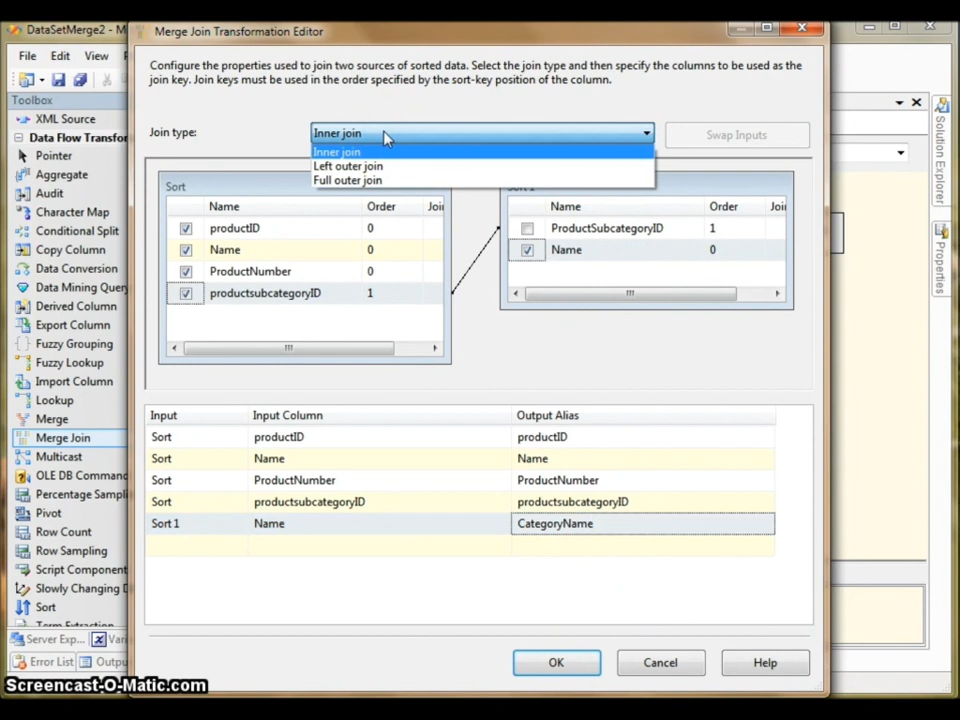 DataSetMerge2 - M
Merge Join Transformation Editor
File Edit View
Configure the properties used to join two sources of sorted data. Select the join type and then specify the columns to be used as the
join key. Join keys must be used in the order specified by the sort-key position of the column.
Toolbox
XML Source
Data Flow Transfor
Pointer
Aggregate
Audit
Character Map
Conditional Split
Copy Column
Data Conversion
Data Mining Query
Derived Column
Export Column
Fuzzy Grouping
Fuzzy Lookup
Import Column
Lookup
Merge
Merge Join
Multicast
OLE DB Command
Percentage Sampli
Pivot
Row Count
Row Sampling
Script Component
Slowly Changing D
Sort
Term Extraction
Server Exp... Vari
Error List Outpu
Join type: Inner join Swap Inputs
Inner join
Left outer join
Full outer join
Sort
Name Order Join
productID 0
Name 0
ProductNumber 0
productsubcategoryID 1
Sort 1
Name Order Join
ProductSubcategoryID 1
Name 0
Input Input Column Output Alias
Sort productID productID
Sort Name Name
Sort ProductNumber ProductNumber
Sort productsubcategoryID productsubcategoryID
Sort 1 Name CategoryName
OK Cancel Help
Solution Explorer
Properties
Screencast-O-Matic.com